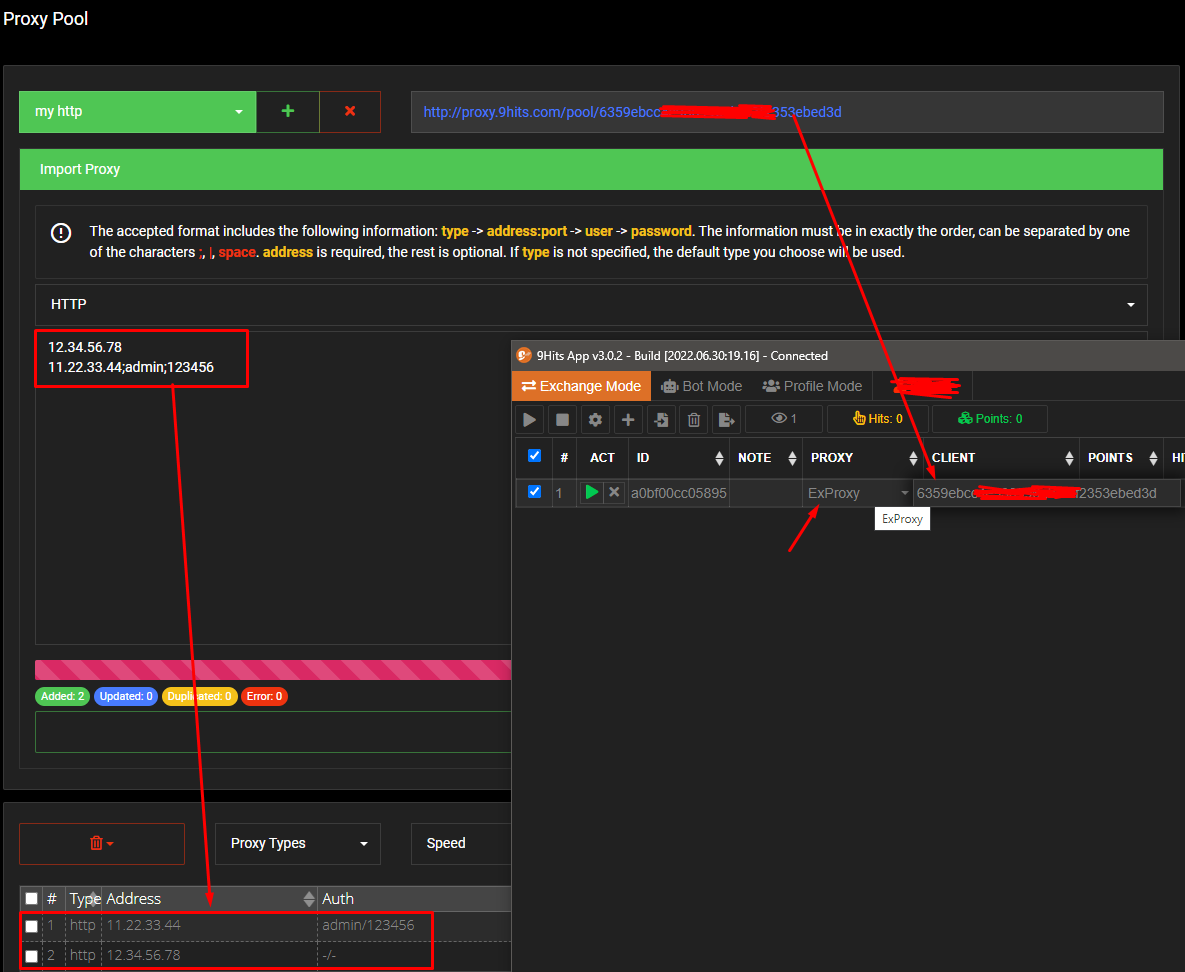 Proxy Pool
my http
http://proxy.9hits.com/pool/6359ebcc 353ebed3d
Import Proxy
The accepted format includes the following information: type -> address:port -> user -> password. The information must be in exactly the order, can be separated by one
of the characters ;, |, space. address is required, the rest is optional. If type is not specified, the default type you choose will be used.
HTTP
12.34.56.78
11.22.33.44;admin;123456
9Hits App v3.0.2 - Build [2022.06.30:19.16] - Connected
Exchange Mode Bot Mode Profile Mode
1 Hits: 0 Points: 0
# ACT ID NOTE PROXY CLIENT POINTS HI
1 a0bf00cc05895 ExProxy 6359ebcc f2353ebed3d
ExProxy
Added: 2 Updated: 0 Duplicated: 0 Error: 0
Proxy Types Speed
# Type Address Auth
1 http 11.22.33.44 admin/123456
2 http 12.34.56.78 -/-